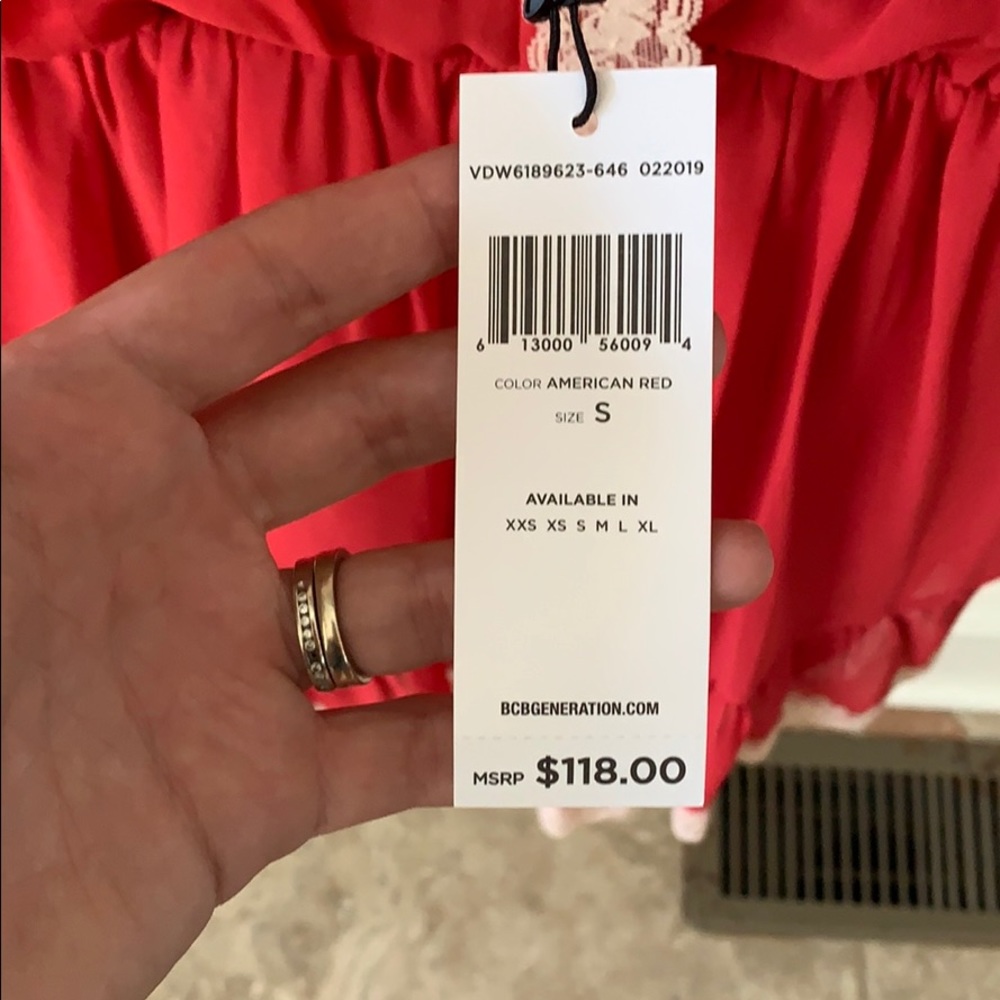 VDW6189623-646 022019
6 13000 56009 4
COLOR AMERICAN RED
SIZE S
AVAILABLE IN
XXS XS S M L XL
BCBGENERATION.COM
MSRP $118.00